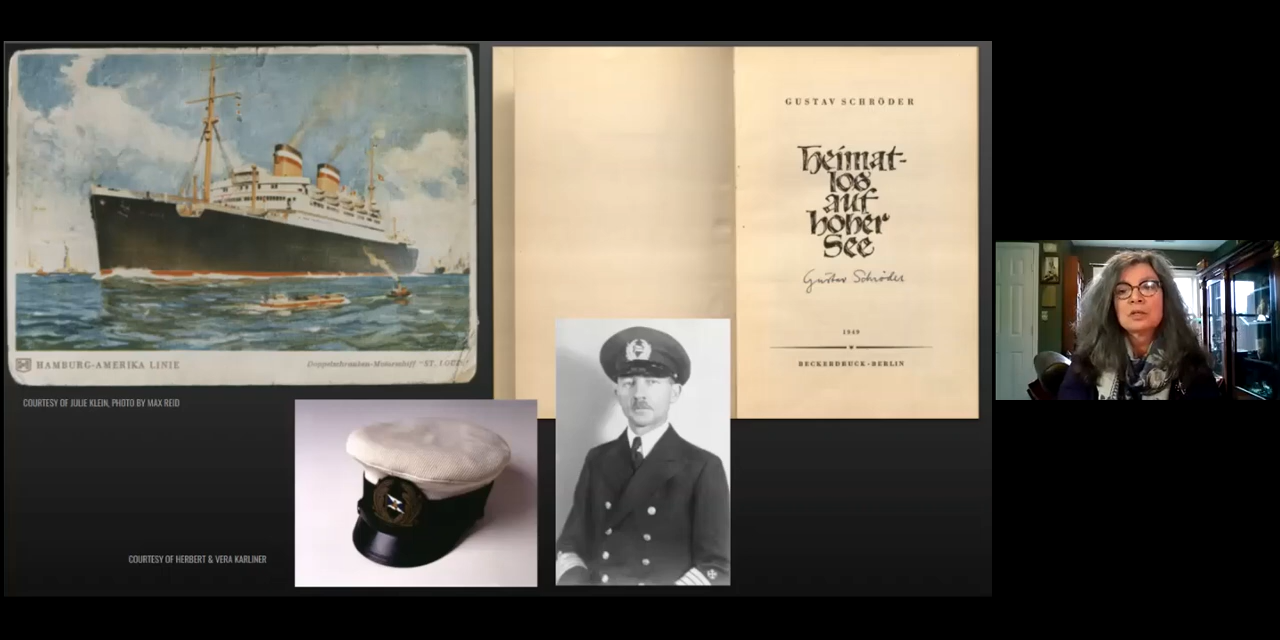 HAMBURG-AMERIKA LINIE
Doppelschrauben-Motorschiff "ST. LOUIS"
COURTESY OF JULIE KLEIN, PHOTO BY MAX REID
GUSTAV SCHRÖDER
Heimat-
los
auf
hoher
See
Gustav Schröder
1949
BECKERDRUCK·BERLIN
COURTESY OF HERBERT & VERA KARLINER